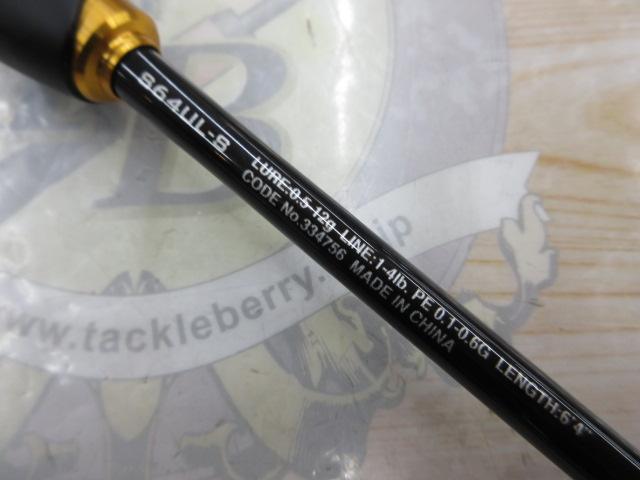 S64UL-S
LURE:0.5-12g LINE:1-4lb. PE 0.1-0.6G LENGTH:6'4"
CODE No.334756 MADE IN CHINA
B
www.tackleberry.jp